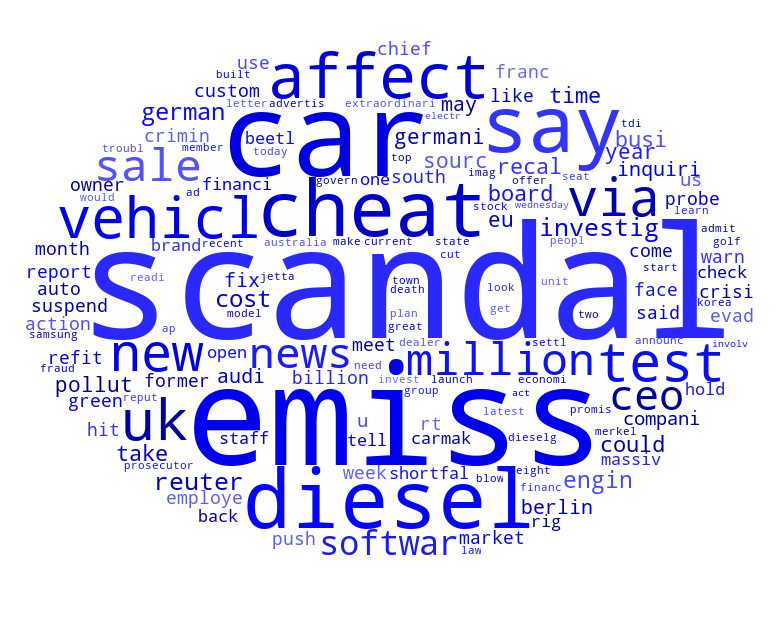 chief
use
affect
franc
built
custom
letter
advertis
extraordinari
may
like
time
german
car
electr
say
tdi
crimin
beetl
germani
busi
troubl
member
today
top
sourc
year
sale
recal
imag
inquiri
owner
financi
govern
one
south
offer
seat
us
would
ad
board
via
probe
vehicl
cheat
stock
wednesday
learn
eu
investig
admit
month
brand
recent
australia
make
current
state
peopl
golf
cut
come
warn
report
readi
scandal
fix
jetta
town
look
unit
start
check
auto
death
get
face
crisi
suspend
cost
korea
action
model
plan
two
said
evad
samsung
ap
great
fraud
new
open
news
meet
dealer
settl
announc
involv
refit
million
test
pollut
former
audi
billion
need
invest
launch
economi
hold
green
reput
group
act
ceo
compani
uk
emiss
latest
promis
hit
u
rt
merkel
staff
tell
carmak
dieselg
could
take
massiv
prosecutor
week
shortfal
eight
reuter
diesel
blow
engin
employe
financ
back
berlin
rig
push
softwar
market
law